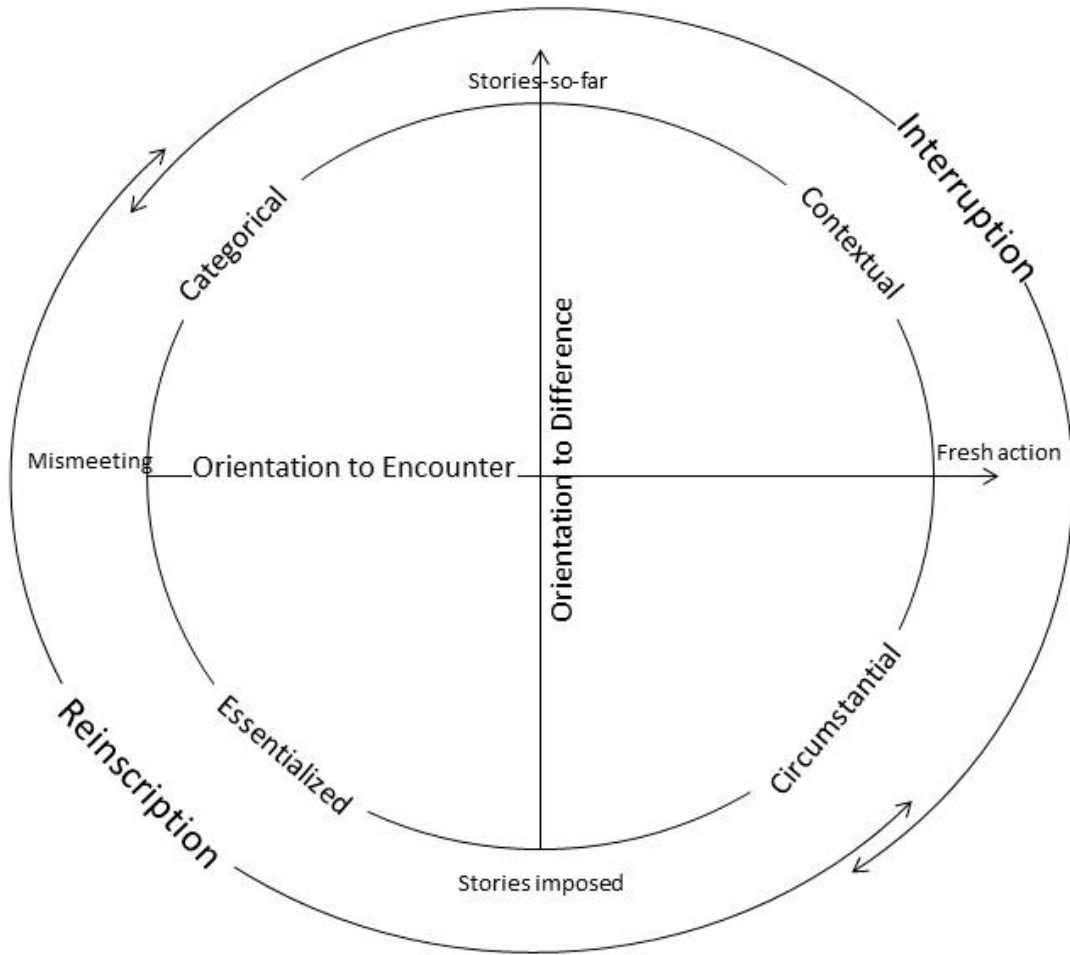 Stories-so-far
Interruption
Categorical
Contextual
Orientation to Difference
Mismeeting
Orientation to Encounter
Fresh action
Essentialized
Circumstantial
Reinscription
Stories imposed